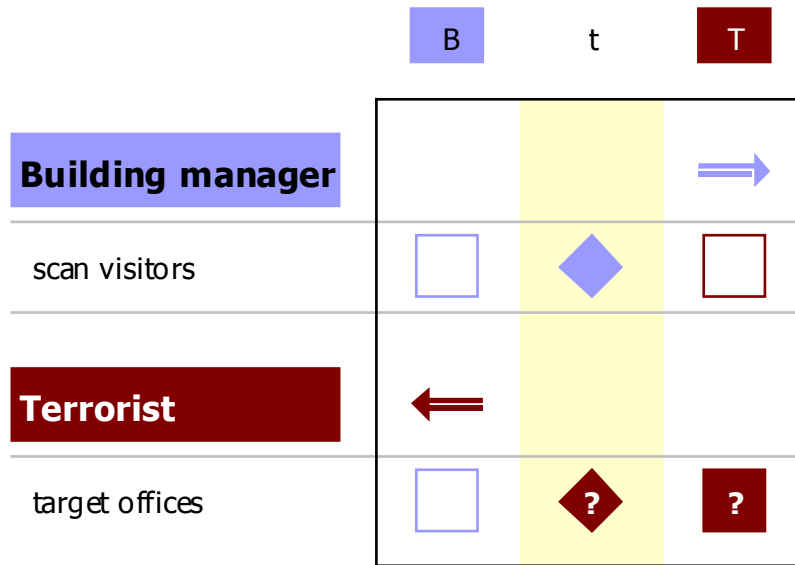 B t T
Building manager
scan visitors
Terrorist
target offices ? ?